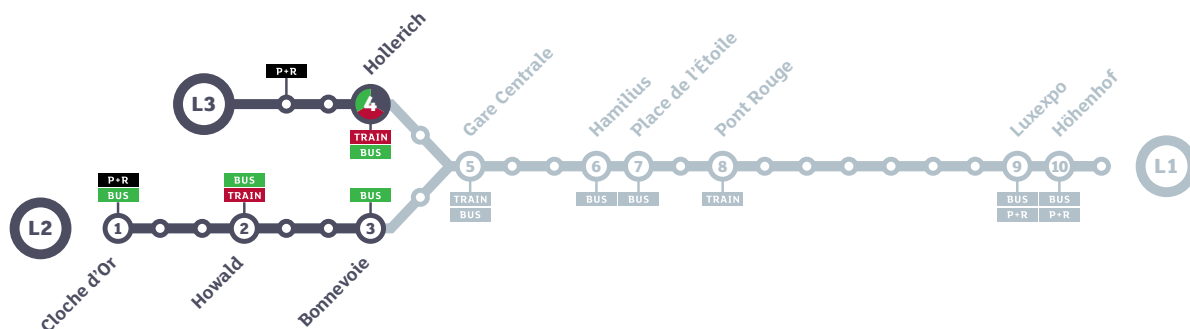 Hollerich
P+R
L3
4
TRAIN
BUS
Gare Centrale
Hamilius
Place de l'Étoile
Pont Rouge
Luxexpo
Höhenhof
5
6
7
8
9
10
L1
TRAIN
BUS
BUS
BUS
TRAIN
BUS
P+R
BUS
P+R
P+R
BUS
BUS
TRAIN
BUS
L2
1
2
3
Cloche d'Or
Howald
Bonnevoie